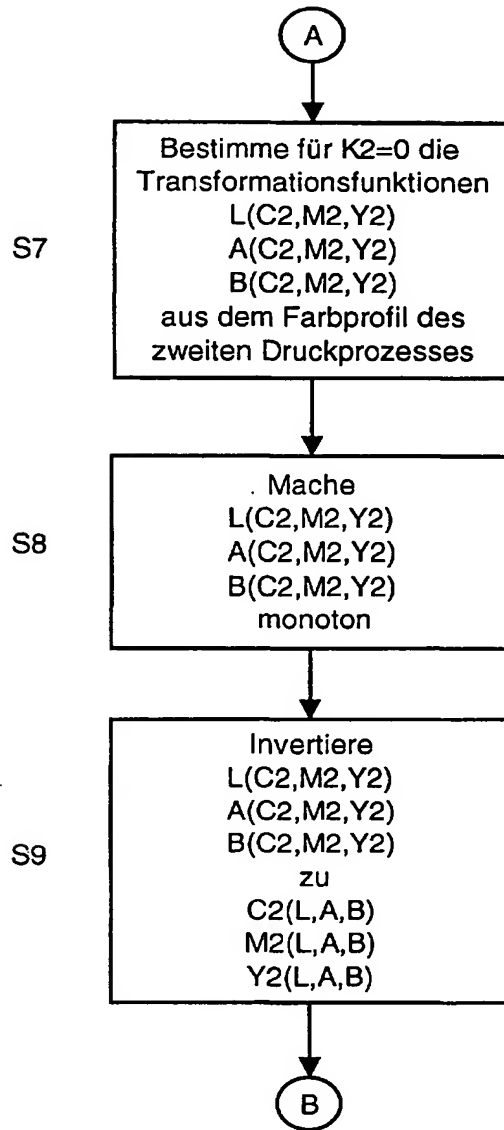 A
S7
Bestimme für K2=0 die
Transformationsfunktionen
L(C2,M2,Y2)
A(C2,M2,Y2)
B(C2,M2,Y2)
aus dem Farbprofil des
zweiten Druckprozesses
S8
Mache
L(C2,M2,Y2)
A(C2,M2,Y2)
B(C2,M2,Y2)
monoton
S9
Invertiere
L(C2,M2,Y2)
A(C2,M2,Y2)
B(C2,M2,Y2)
zu
C2(L,A,B)
M2(L,A,B)
Y2(L,A,B)
B